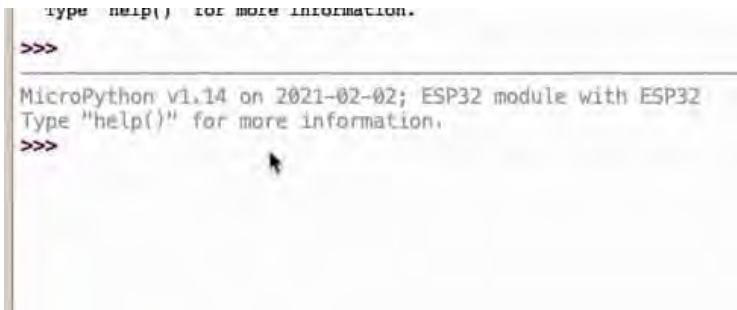 Type "help()" for more information.
>>>
MicroPython v1.14 on 2021-02-02; ESP32 module with ESP32
Type "help()" for more information.
>>>